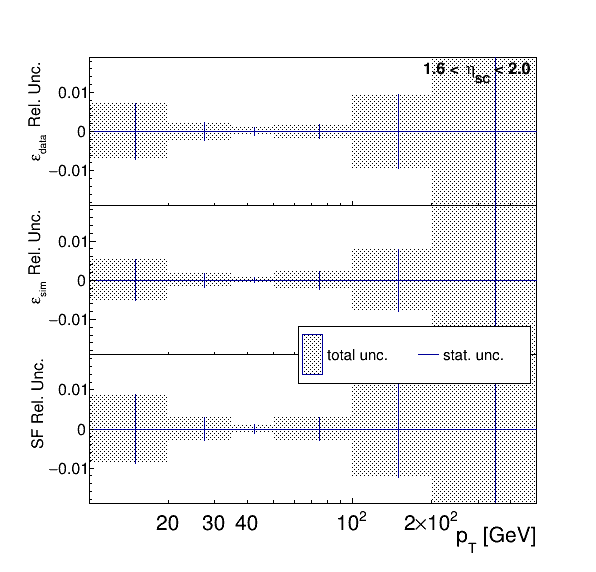 1.6 < η_SC < 2.0
ε_data Rel. Unc.
0.01
0
−0.01
ε_sim Rel. Unc.
0.01
0
−0.01
total unc.
stat. unc.
SF Rel. Unc.
0.01
0
−0.01
20 30 40 10² 2×10²
p_T [GeV]